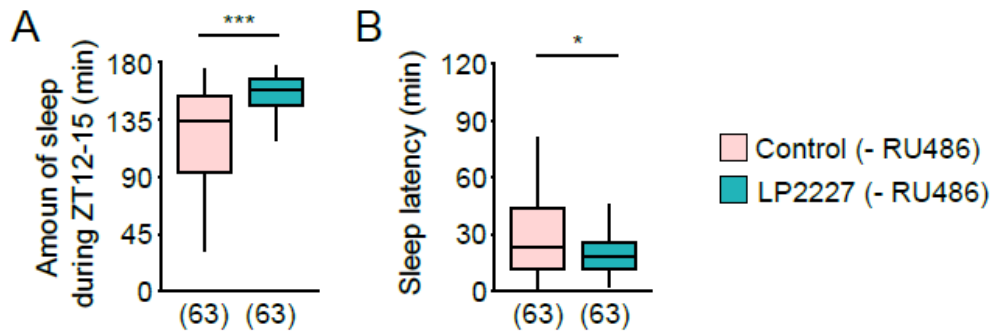 A
Amoun of sleep
during ZT12-15 (min)
180
135
90
45
0
***
(63) (63)
B
Sleep latency (min)
120
90
60
30
0
*
(63) (63)
Control (- RU486)
LP2227 (- RU486)